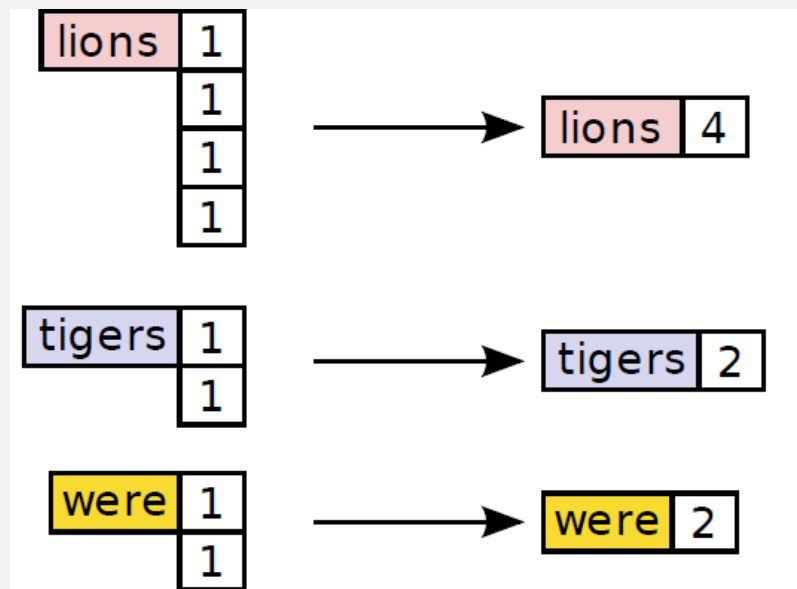 lions 1
1
1
1
lions 4
tigers 1
1
tigers 2
were 1
1
were 2